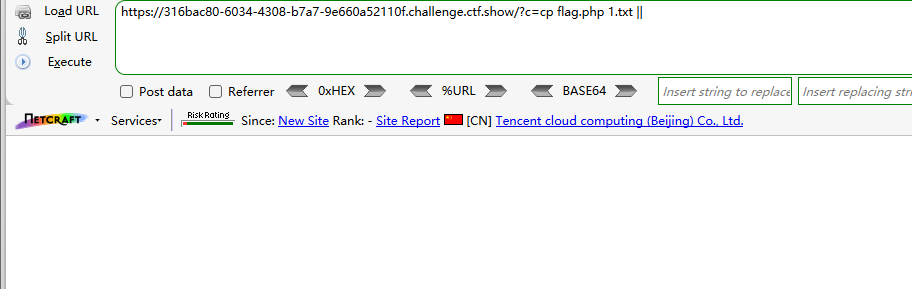 Load URL
https://316bac80-6034-4308-b7a7-9e660a52110f.challenge.ctf.show/?c=cp flag.php 1.txt ||
Split URL
Execute
Post data Referrer 0xHEX %URL BASE64 Insert string to replace Insert replacing stri
NETCRAFT Services Risk Rating Since: New Site Rank: - Site Report [CN] Tencent cloud computing (Beijing) Co., Ltd.